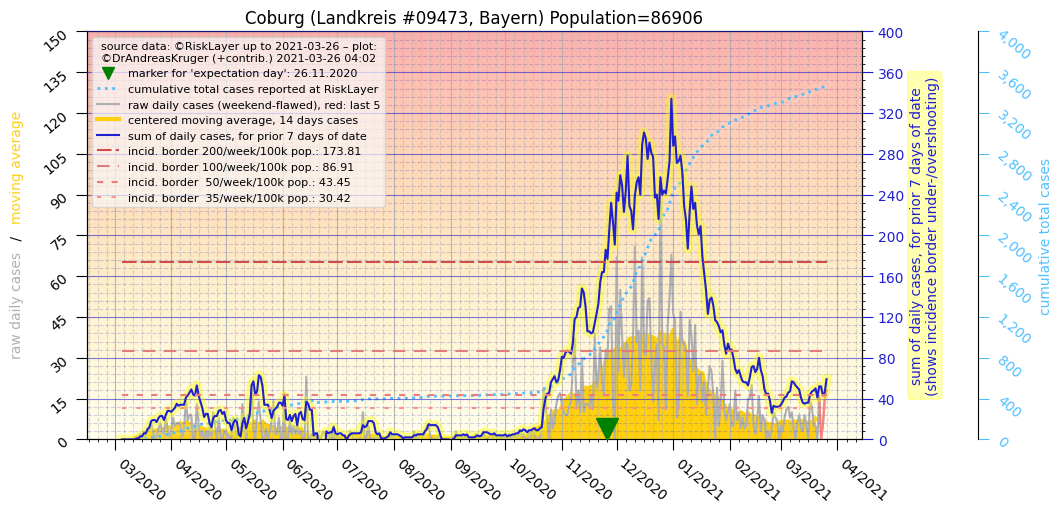 Coburg (Landkreis #09473, Bayern) Population=86906
source data: ©RiskLayer up to 2021-03-26 – plot:
©DrAndreasKruger (+contrib.) 2021-03-26 04:02
marker for 'expectation day': 26.11.2020
cumulative total cases reported at RiskLayer
raw daily cases (weekend-flawed), red: last 5
centered moving average, 14 days cases
sum of daily cases, for prior 7 days of date
incid. border 200/week/100k pop.: 173.81
incid. border 100/week/100k pop.: 86.91
incid. border  50/week/100k pop.: 43.45
incid. border  35/week/100k pop.: 30.42
raw daily cases  /  moving average
150
135
120
105
90
75
60
45
30
15
0
03/2020
04/2020
05/2020
06/2020
07/2020
08/2020
09/2020
10/2020
11/2020
12/2020
01/2021
02/2021
03/2021
04/2021
400
360
320
280
240
200
160
120
80
40
0
sum of daily cases, for prior 7 days of date
(shows incidence border under-/overshooting)
4,000
3,600
3,200
2,800
2,400
2,000
1,600
1,200
800
400
0
cumulative total cases